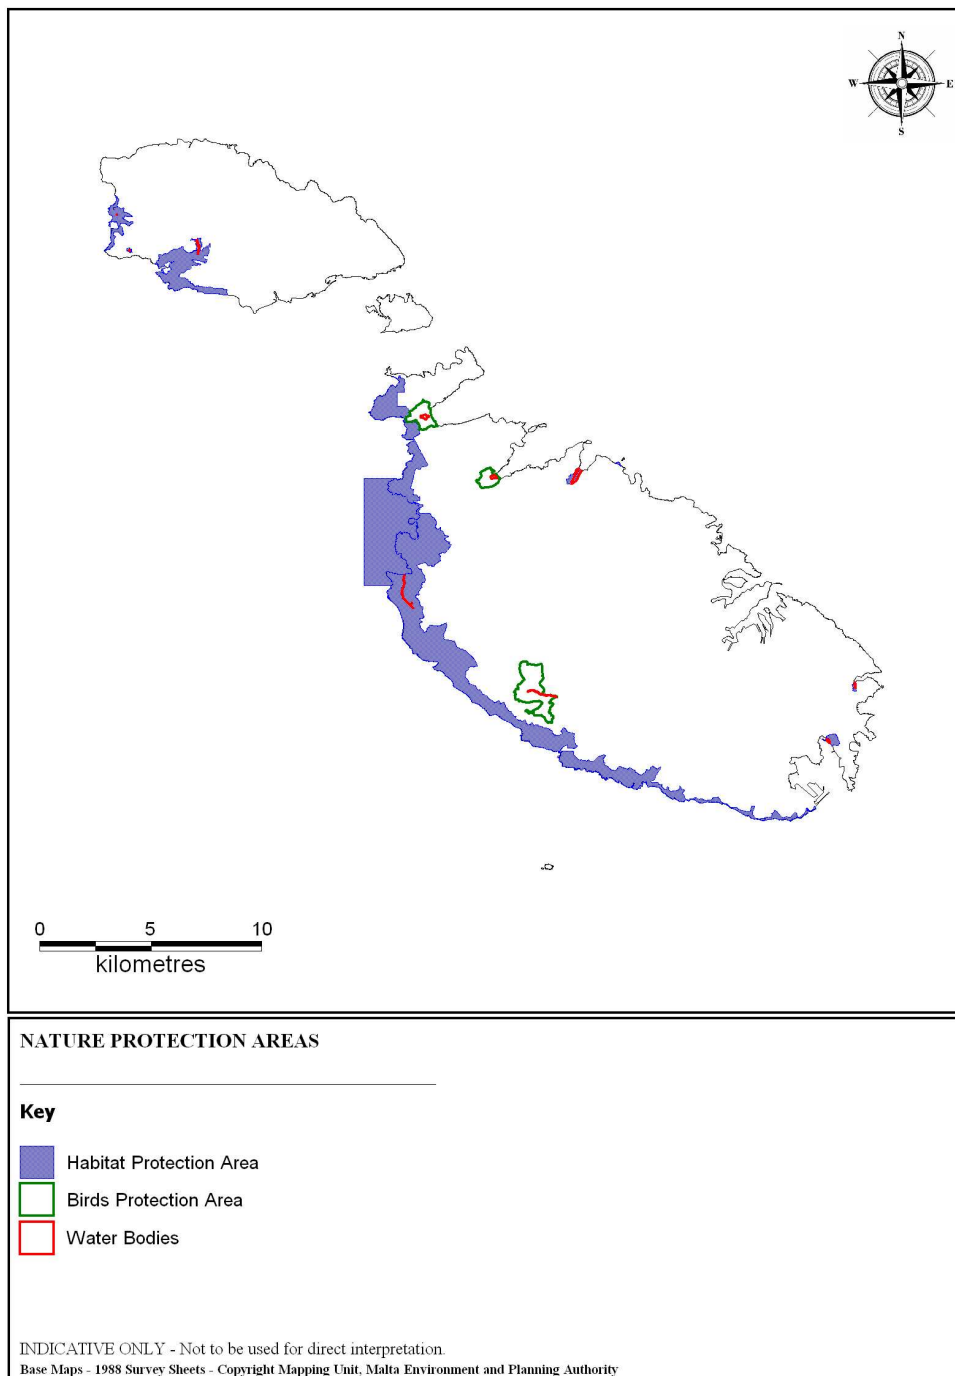 N
W E
S
0 5 10
kilometres
NATURE PROTECTION AREAS
Key
Habitat Protection Area
Birds Protection Area
Water Bodies
INDICATIVE ONLY - Not to be used for direct interpretation.
Base Maps - 1988 Survey Sheets - Copyright Mapping Unit, Malta Environment and Planning Authority